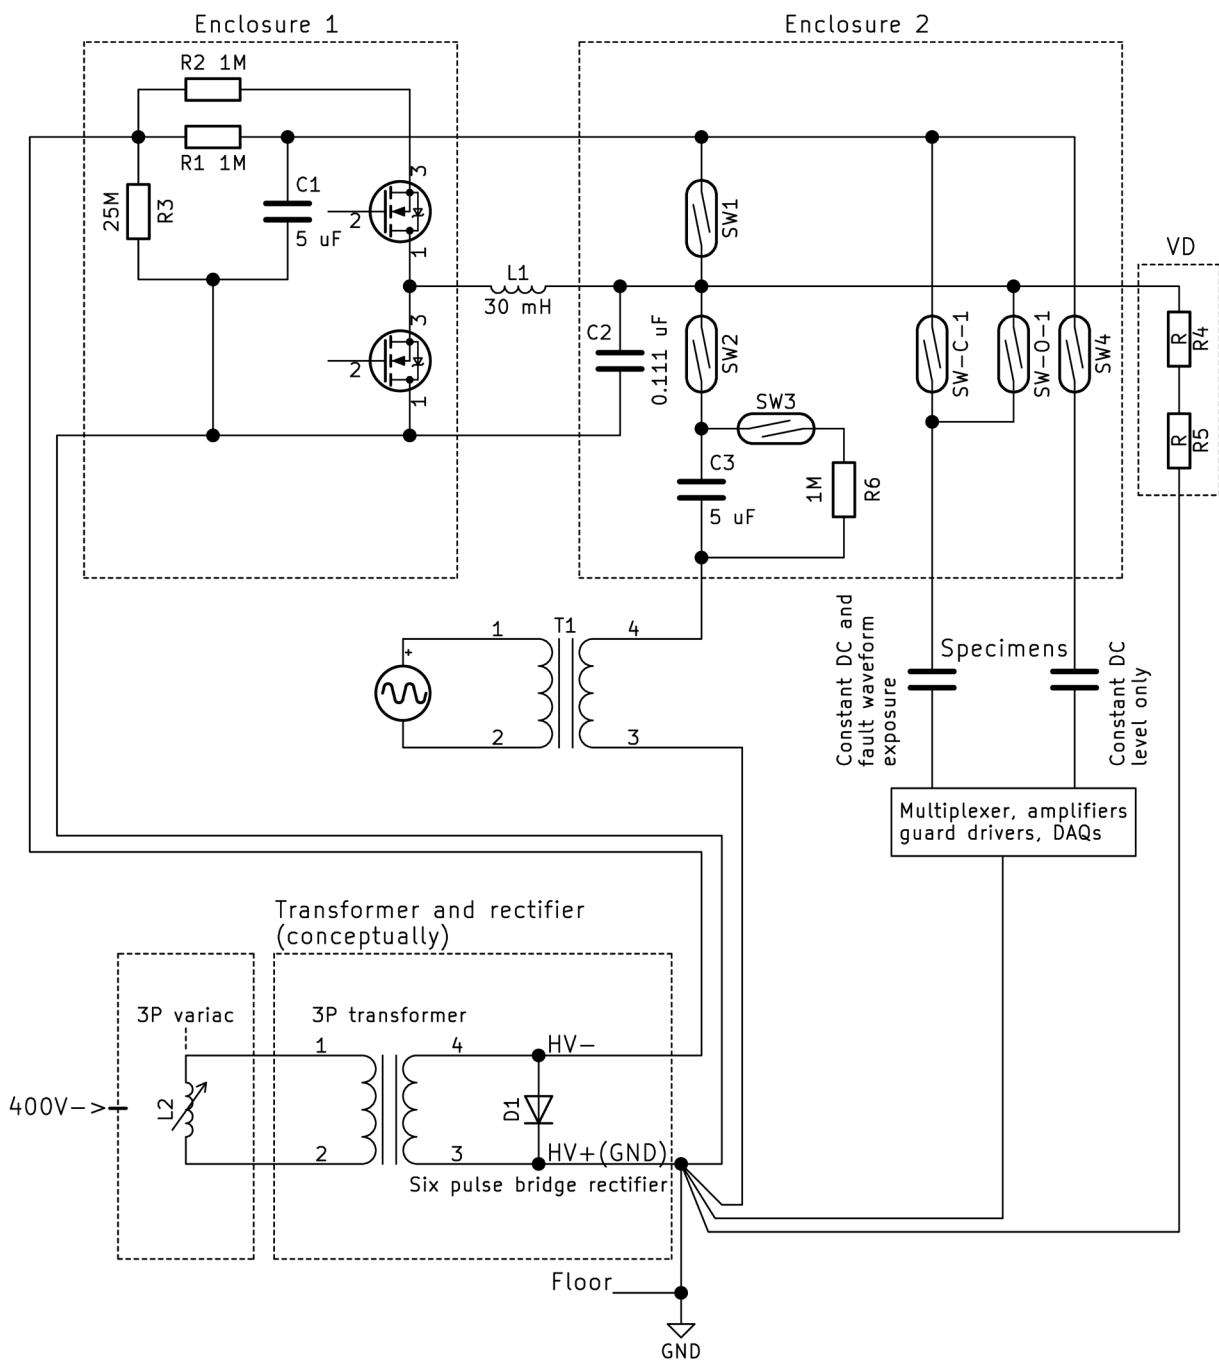 Enclosure 1
Enclosure 2
R2 1M
R1 1M
25M
R3
C1
5 uF
3
2
1
3
2
1
L1
30 mH
C2
0.111 uF
SW1
SW2
SW3
C3
5 uF
1M
R6
SW-C-1
SW-O-1
SW4
VD
R
R4
R
R5
1
T1
4
+
2
3
Constant DC and
fault waveform
exposure
Specimens
Constant DC
level only
Multiplexer, amplifiers
guard drivers, DAQs
Transformer and rectifier
(conceptually)
3P variac
3P transformer
1
4
HV-
400V->
L2
D1
2
3
HV+(GND)
Six pulse bridge rectifier
Floor
GND